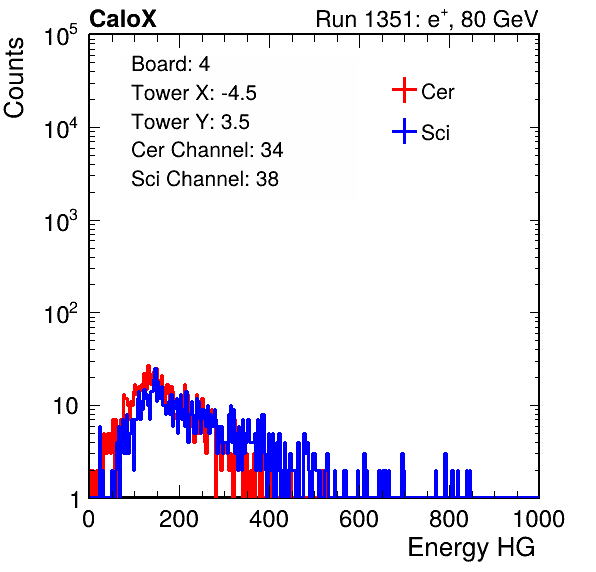 CaloX Run 1351: e⁺, 80 GeV
Counts
10⁵
10⁴
10³
10²
10
1
Board: 4
Tower X: -4.5
Tower Y: 3.5
Cer Channel: 34
Sci Channel: 38
Cer
Sci
0 200 400 600 800 1000
Energy HG